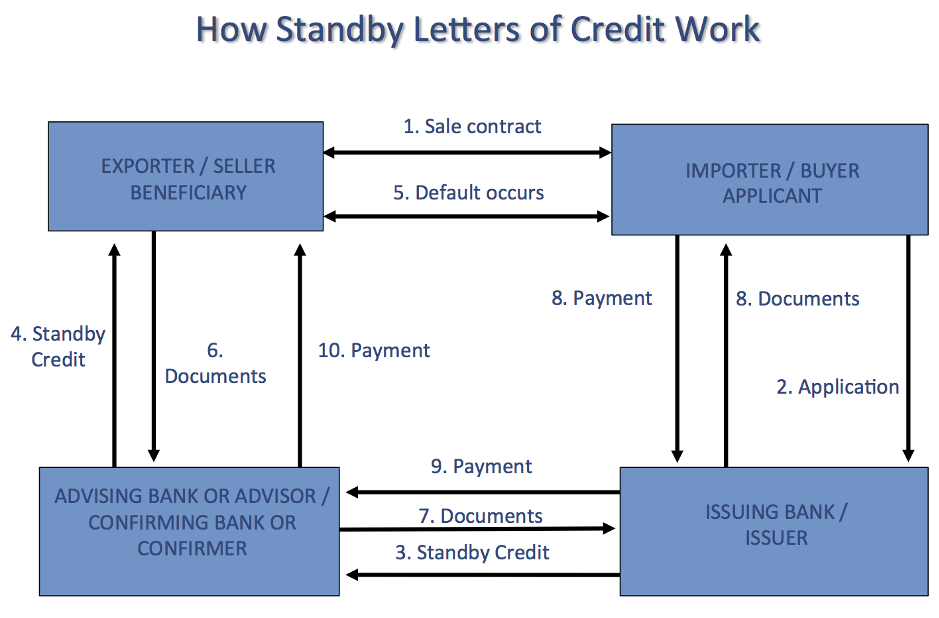 How Standby Letters of Credit Work
1. Sale contract
EXPORTER / SELLER
BENEFICIARY
IMPORTER / BUYER
APPLICANT
5. Default occurs
8. Payment
8. Documents
4. Standby
Credit
6.
Documents
10. Payment
2. Application
9. Payment
ADVISING BANK OR ADVISOR /
CONFIRMING BANK OR
CONFIRMER
7. Documents
3. Standby Credit
ISSUING BANK /
ISSUER